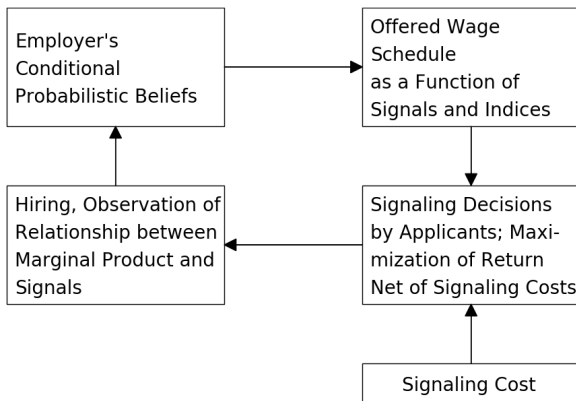 Employer's
Conditional
Probabilistic Beliefs
Offered Wage
Schedule
as a Function of
Signals and Indices
Hiring, Observation of
Relationship between
Marginal Product and
Signals
Signaling Decisions
by Applicants; Maxi-
mization of Return
Net of Signaling Costs
Signaling Cost